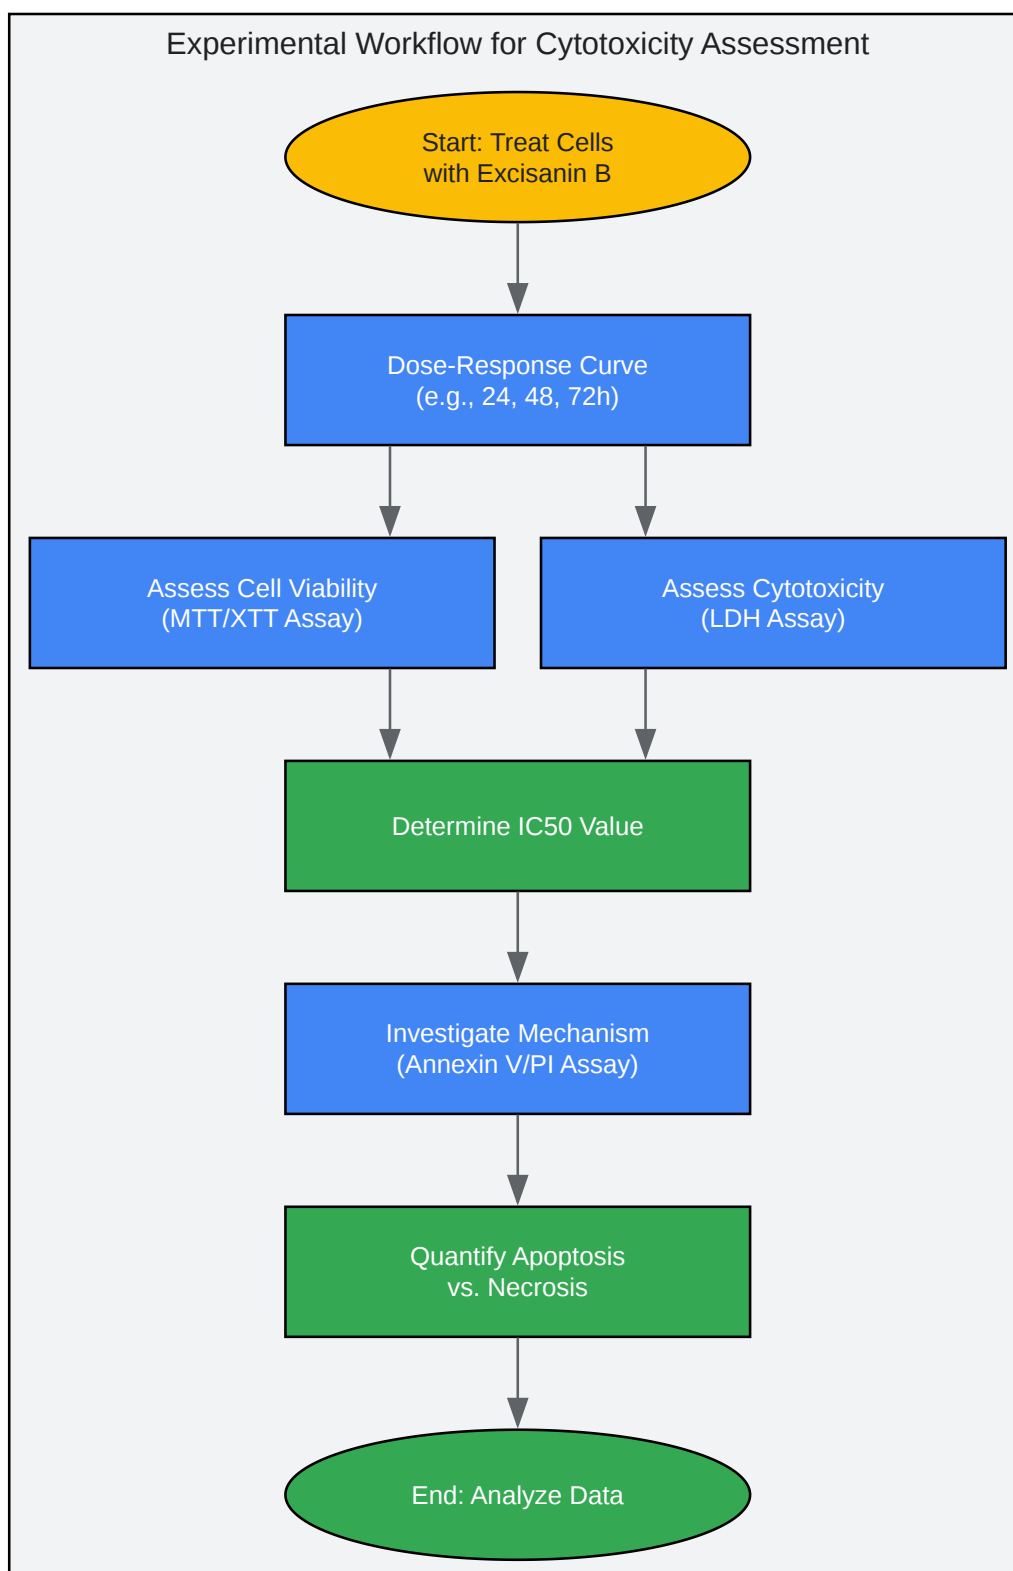 Experimental Workflow for Cytotoxicity Assessment
Start: Treat Cells
with Excisanin B
Dose-Response Curve
(e.g., 24, 48, 72h)
Assess Cell Viability
(MTT/XTT Assay)
Assess Cytotoxicity
(LDH Assay)
Determine IC50 Value
Investigate Mechanism
(Annexin V/PI Assay)
Quantify Apoptosis
vs. Necrosis
End: Analyze Data